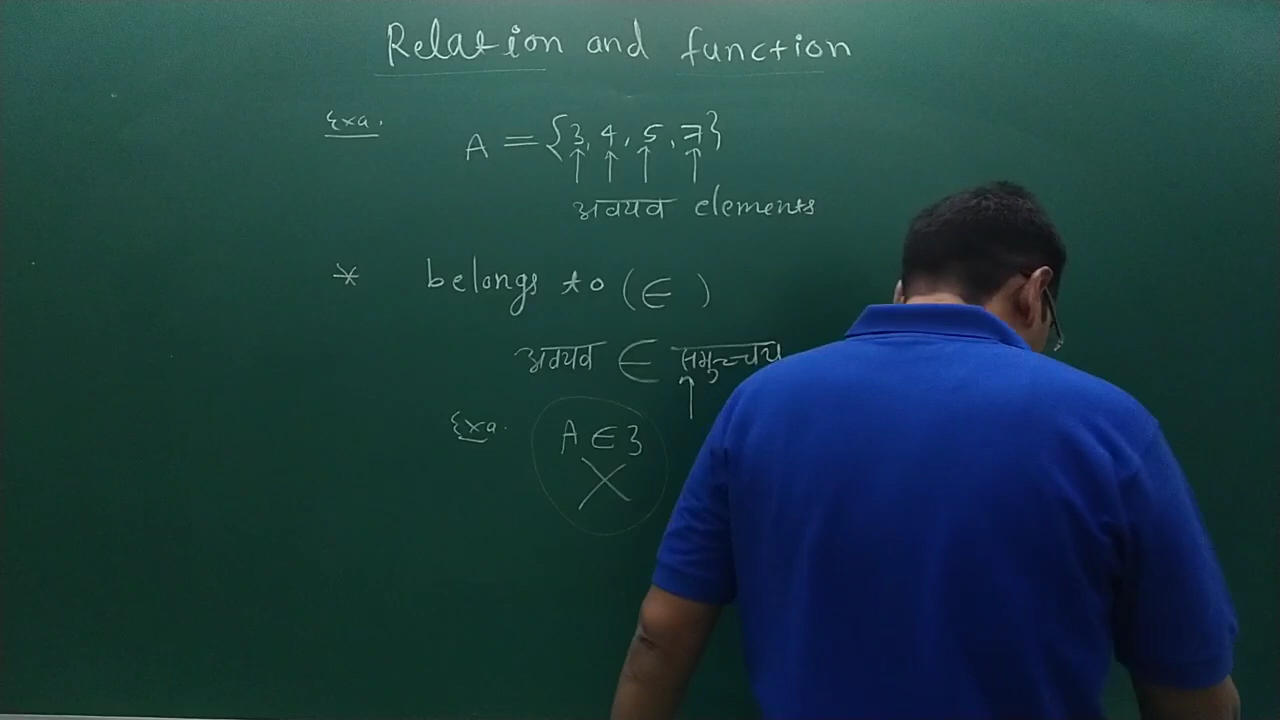 Relation and function
Exa. A = {3, 4, 5, 7}
अवयव elements
* belongs to (∈ )
अवयव ∈ समुच्चय
Exa. A ∈ 3